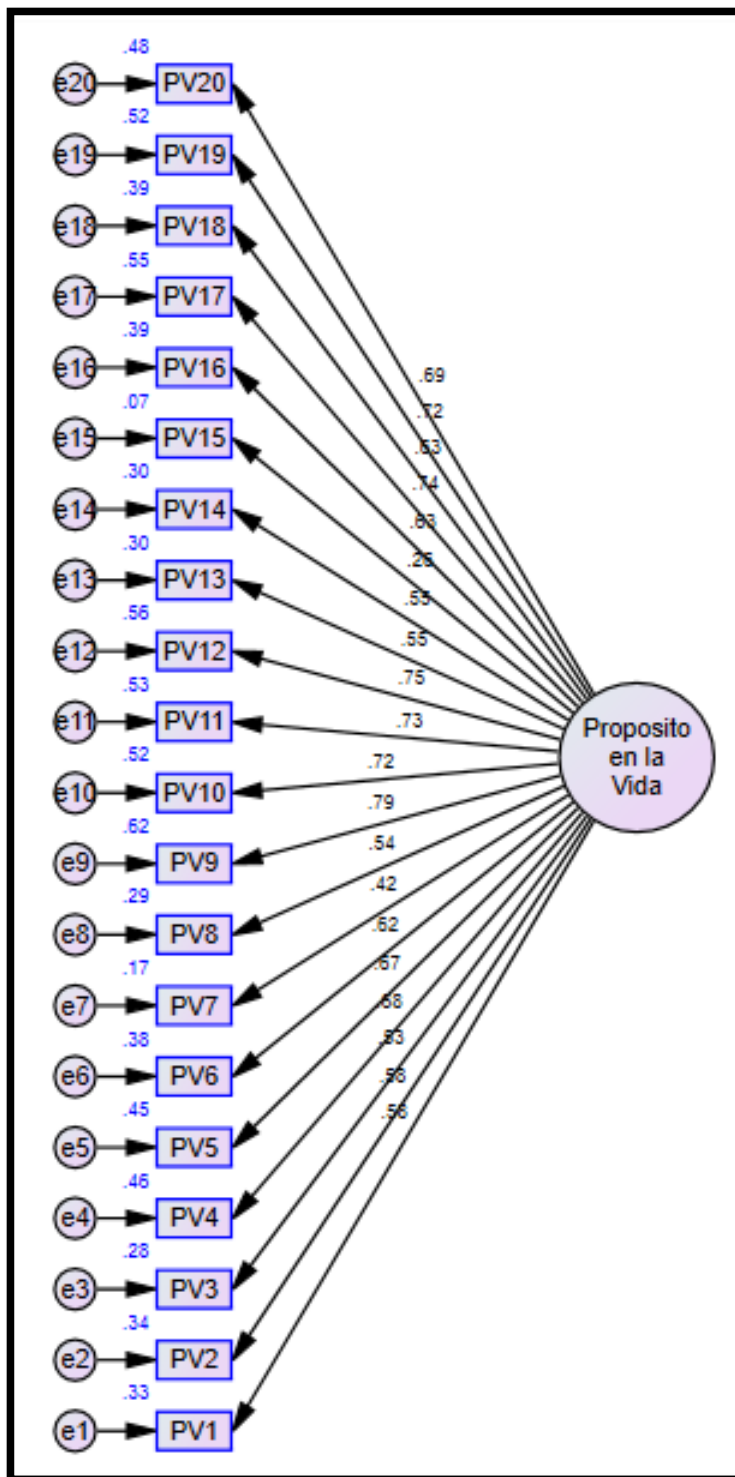 .48
e20 PV20
.52
e19 PV19
.39
e18 PV18
.55
e17 PV17
.39
e16 PV16
.07
e15 PV15
.30
e14 PV14
.30
e13 PV13
.56
e12 PV12
.53
e11 PV11
.52
e10 PV10
.62
e9 PV9
.29
e8 PV8
.17
e7 PV7
.38
e6 PV6
.45
e5 PV5
.46
e4 PV4
.28
e3 PV3
.34
e2 PV2
.33
e1 PV1
.69
.72
.63
.74
.63
.55
.55
.75
.73
.72
.79
.54
.42
.62
.67
.68
.53
.58
Proposito
en la
Vida